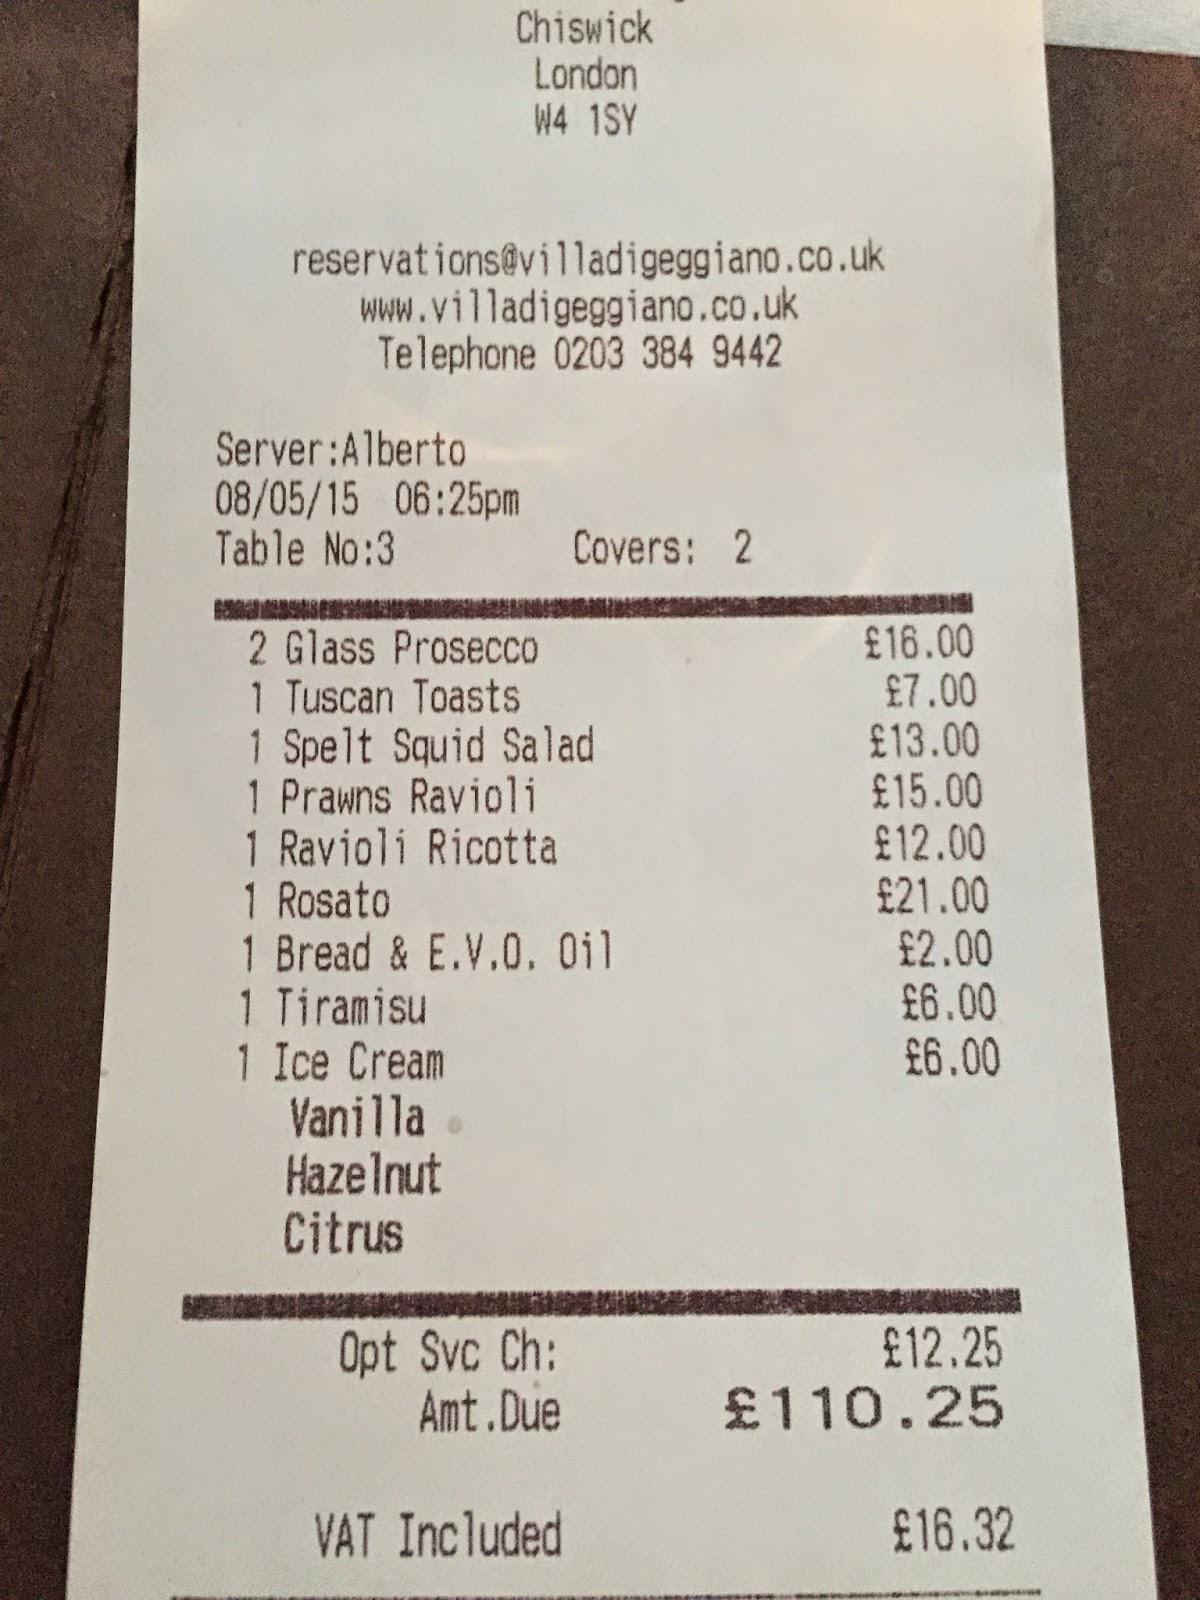 Chiswick
London
W4 1SY
reservations@villadigeggiano.co.uk
www.villadigeggiano.co.uk
Telephone 0203 384 9442
Server:Alberto
08/05/15 06:25pm
Table No:3 Covers: 2
2 Glass Prosecco £16.00
1 Tuscan Toasts £7.00
1 Spelt Squid Salad £13.00
1 Prawns Ravioli £15.00
1 Ravioli Ricotta £12.00
1 Rosato £21.00
1 Bread & E.V.O. Oil £2.00
1 Tiramisu £6.00
1 Ice Cream £6.00
Vanilla
Hazelnut
Citrus
Opt Svc Ch: £12.25
Amt.Due £110.25
VAT Included £16.32